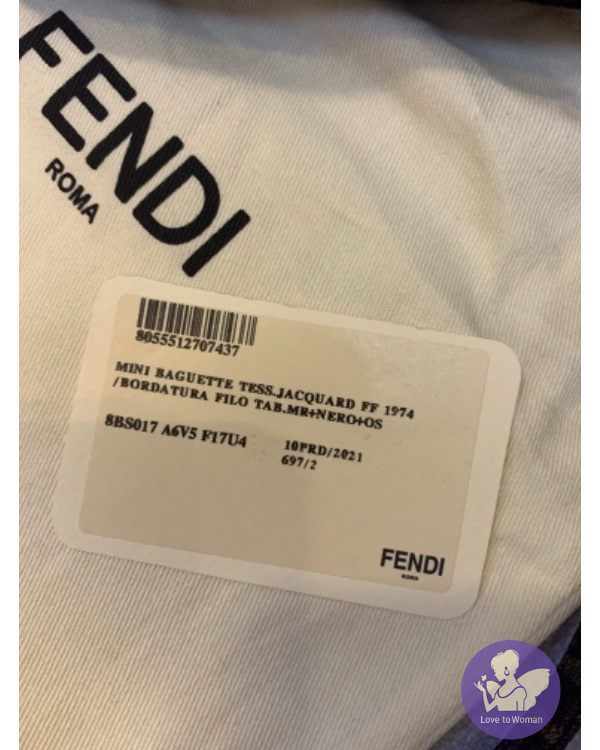 FENDI
ROMA
8055512707437
MINI BAGUETTE TESS.JACQUARD FF 1974
/BORDATURA FILO TAB.MR+NERO+OS
8BS017 A6V5 F17U4
10PRD/2021
697/2
FENDI
ROMA
Love to Woman